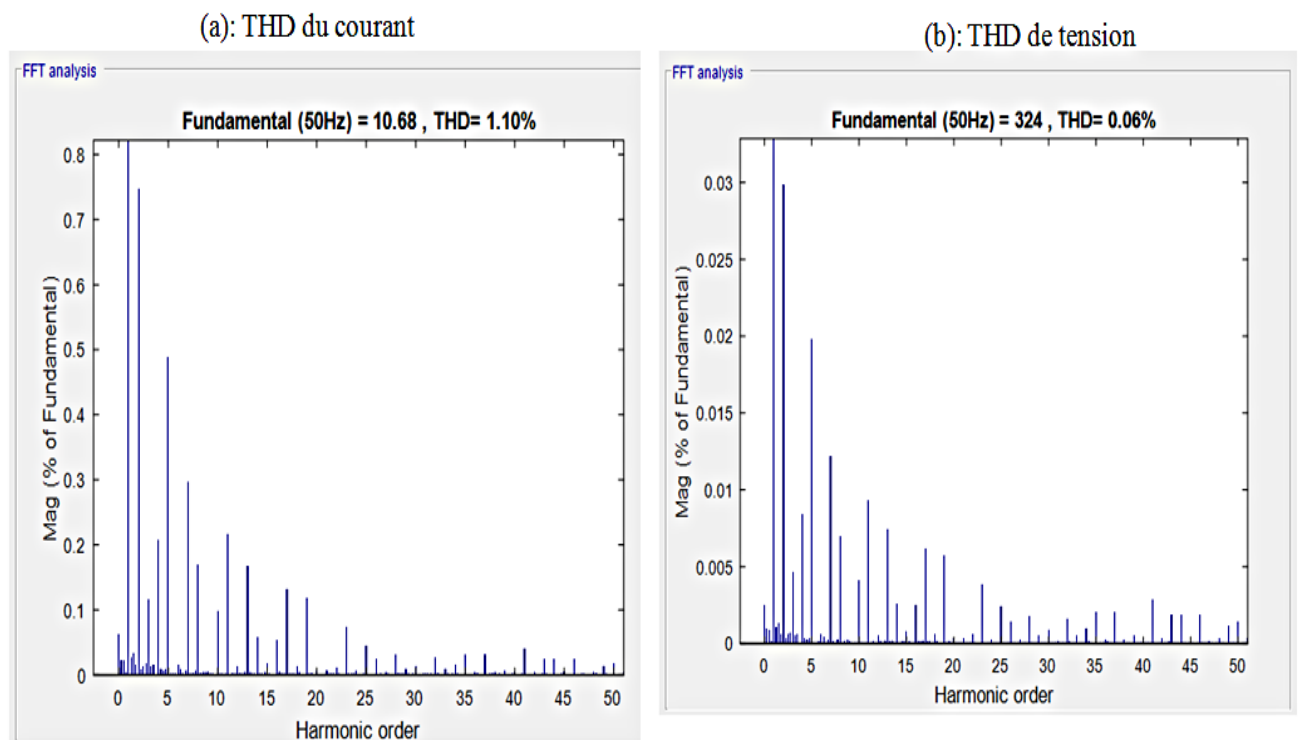 (a): THD du courant
FFT analysis
Fundamental (50Hz) = 10.68 , THD= 1.10%
0.8
0.7
0.6
0.5
0.4
0.3
0.2
0.1
0
Mag (% of Fundamental)
0 5 10 15 20 25 30 35 40 45 50
Harmonic order
(b): THD de tension
FFT analysis
Fundamental (50Hz) = 324 , THD= 0.06%
0.03
0.025
0.02
0.015
0.01
0.005
0
Mag (% of Fundamental)
0 5 10 15 20 25 30 35 40 45 50
Harmonic order